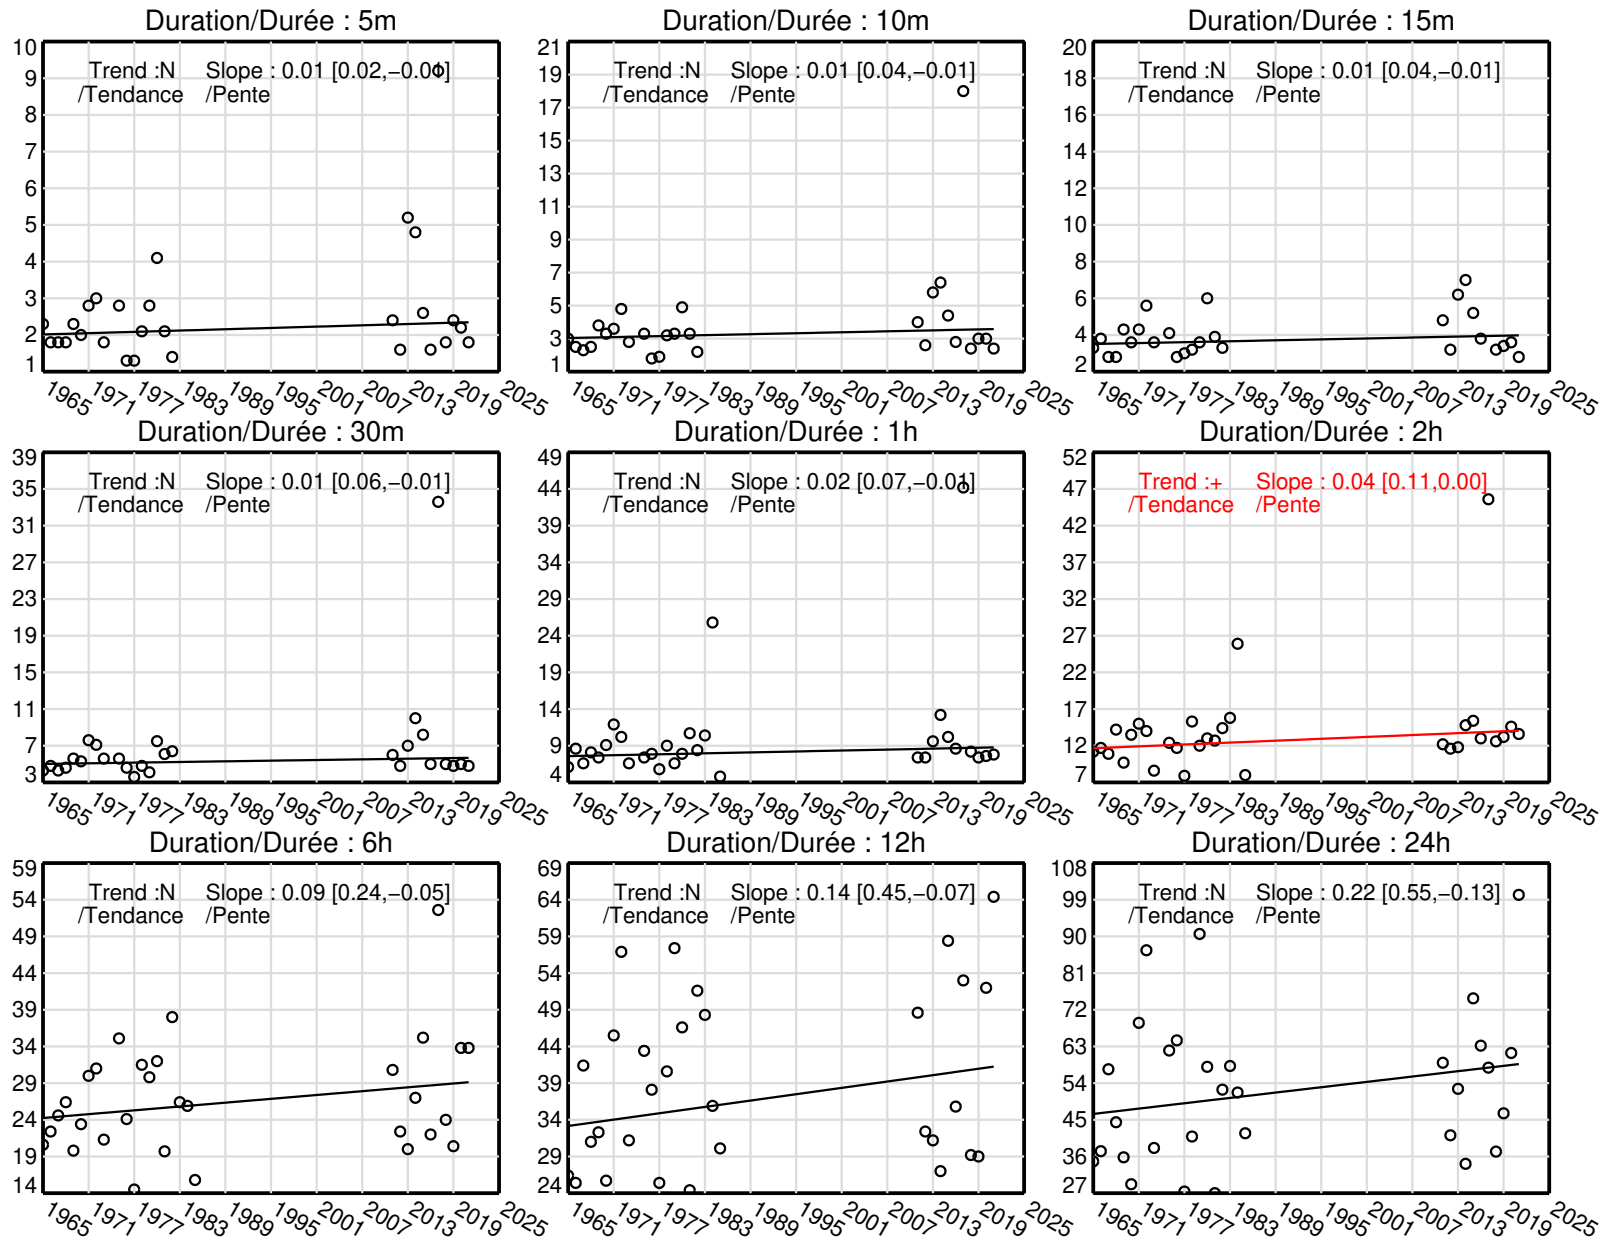 Duration/Durée : 5m
10
9
8
7
6
5
4
3
2
1
Trend :N Slope : 0.01 [0.02,−0.01]
/Tendance /Pente
1965 1971 1977 1983 1989 1995 2001 2007 2013 2019 2025
Duration/Durée : 10m
21
19
17
15
13
11
9
7
5
3
1
Trend :N Slope : 0.01 [0.04,−0.01]
/Tendance /Pente
1965 1971 1977 1983 1989 1995 2001 2007 2013 2019 2025
Duration/Durée : 15m
20
18
16
14
12
10
8
6
4
2
Trend :N Slope : 0.01 [0.04,−0.01]
/Tendance /Pente
1965 1971 1977 1983 1989 1995 2001 2007 2013 2019 2025
Duration/Durée : 30m
39
35
31
27
23
19
15
11
7
3
Trend :N Slope : 0.01 [0.06,−0.01]
/Tendance /Pente
1965 1971 1977 1983 1989 1995 2001 2007 2013 2019 2025
Duration/Durée : 1h
49
44
39
34
29
24
19
14
9
4
Trend :N Slope : 0.02 [0.07,−0.01]
/Tendance /Pente
1965 1971 1977 1983 1989 1995 2001 2007 2013 2019 2025
Duration/Durée : 2h
52
47
42
37
32
27
22
17
12
7
Trend :+ Slope : 0.04 [0.11,0.00]
/Tendance /Pente
1965 1971 1977 1983 1989 1995 2001 2007 2013 2019 2025
Duration/Durée : 6h
59
54
49
44
39
34
29
24
19
14
Trend :N Slope : 0.09 [0.24,−0.05]
/Tendance /Pente
1965 1971 1977 1983 1989 1995 2001 2007 2013 2019 2025
Duration/Durée : 12h
69
64
59
54
49
44
39
34
29
24
Trend :N Slope : 0.14 [0.45,−0.07]
/Tendance /Pente
1965 1971 1977 1983 1989 1995 2001 2007 2013 2019 2025
Duration/Durée : 24h
108
99
90
81
72
63
54
45
36
27
Trend :N Slope : 0.22 [0.55,−0.13]
/Tendance /Pente
1965 1971 1977 1983 1989 1995 2001 2007 2013 2019 2025